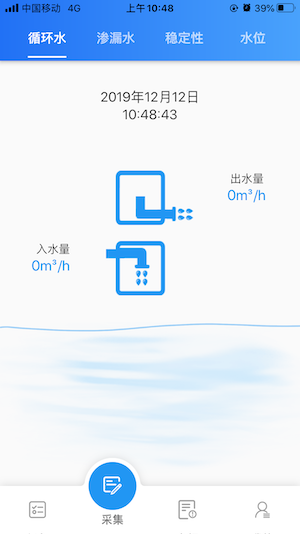 中国移动 4G 上午10:48 39%
循环水 渗漏水 稳定性 水位
2019年12月12日
10:48:43
出水量
0m³/h
入水量
0m³/h
采集